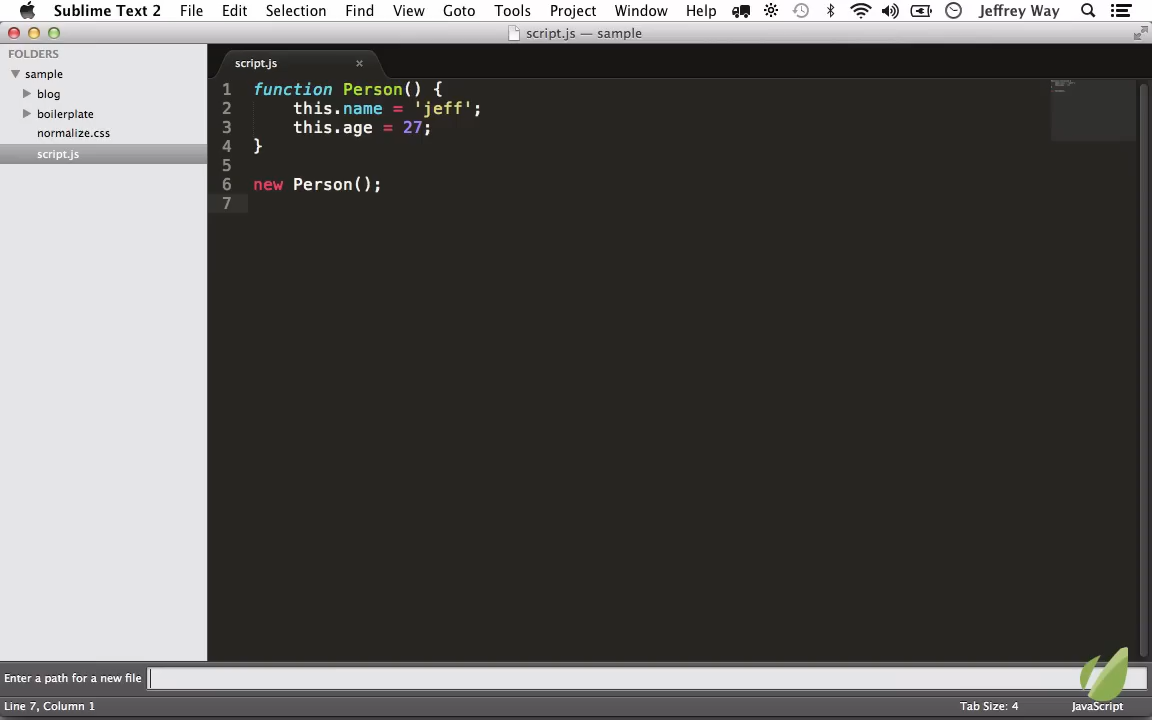 Sublime Text 2 File Edit Selection Find View Goto Tools Project Window Help Jeffrey Way
script.js — sample
FOLDERS
sample
blog
boilerplate
normalize.css
script.js
script.js ×
1 function Person() {
2 this.name = 'jeff';
3 this.age = 27;
4 }
5
6 new Person();
7
Enter a path for a new file
Line 7, Column 1 Tab Size: 4 JavaScript